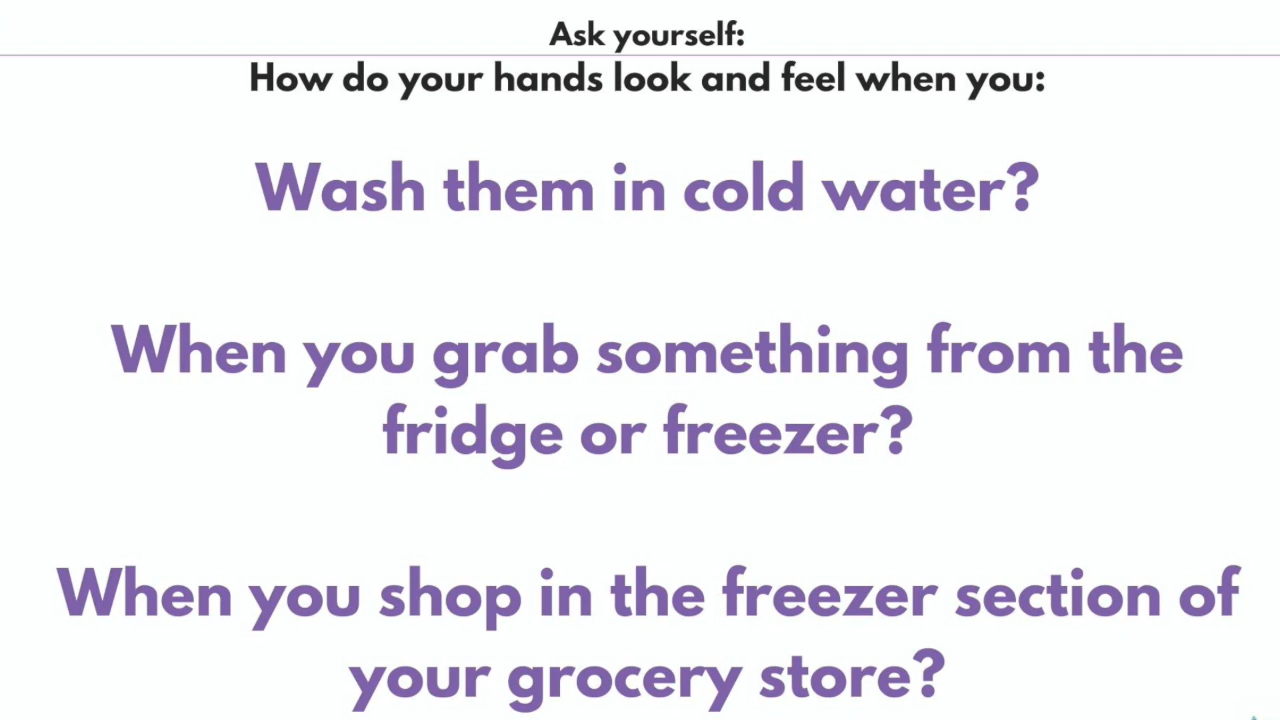 Ask yourself:
How do your hands look and feel when you:
Wash them in cold water?
When you grab something from the
fridge or freezer?
When you shop in the freezer section of
your grocery store?